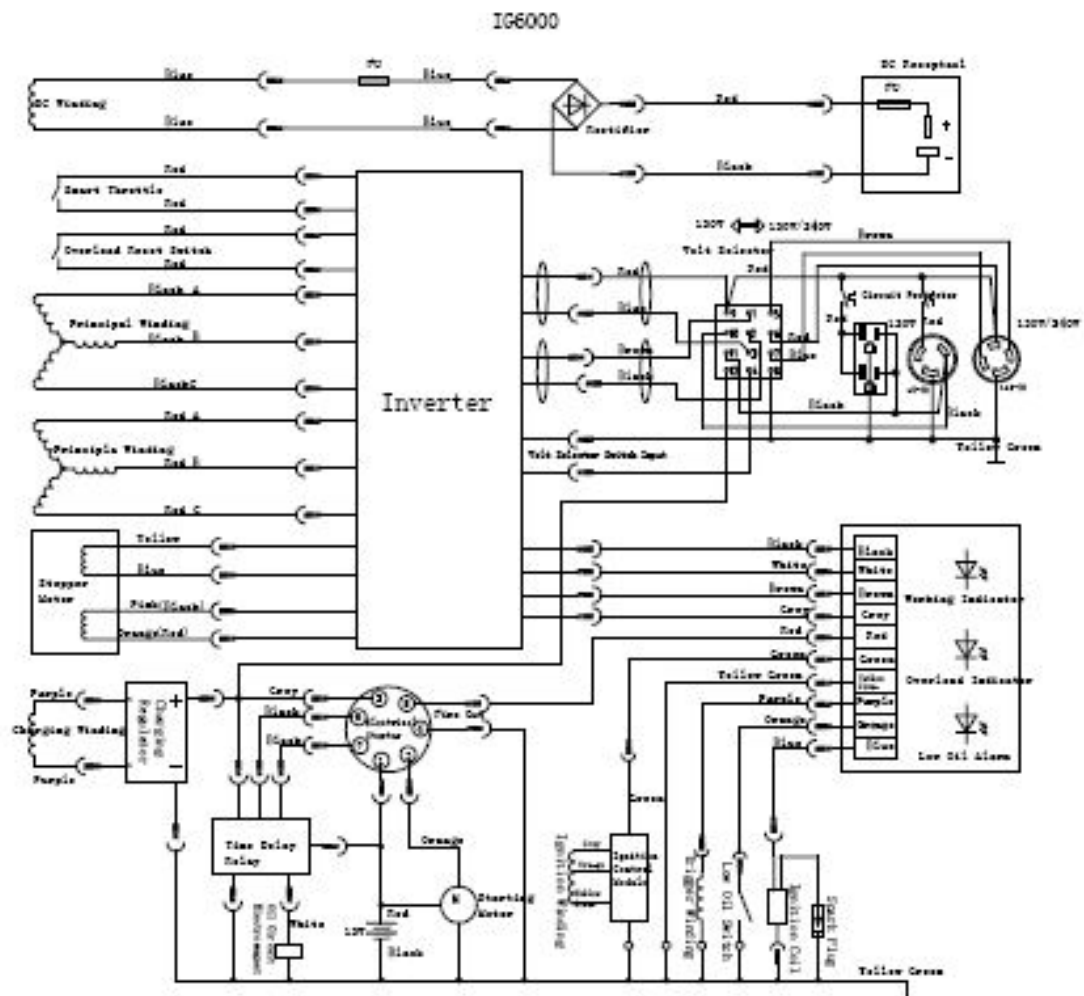 IG6000
Blue FU Blue
DC Winding
Blue Blue
Rectifier
Red
Black
DC Receptacl
FU
+
-
Red
Smart Throttle
Red
Red
Overload Reset Switch
Red
Black A
Principal Winding
Black B
BlackC
Red A
Principle Winding
Red B
Red C
Inverter
120V 120V/240V
Volt Selector
Brown
Red
Red
Blue
Brown
Black
Red
Blue
Circuit Protector
Red
120V
Red
120V/240V
Black
Black
Volt Selector Switch Input
Yellow Green
Stepper
Motor
Yellow
Blue
Pink(Black)
Orange(Red)
Black Black
White White
Brown Brown
Grey Grey
Red Red
Green Green
Yellow Green
Purple Purple
Orange Orange
Blue Blue
Working Indicator
Overload Indicator
Low Oil Alarm
Purple
Charging Winding
Purple
Charging
Regulator
+
-
Grey
Black
Black
Starter
Time Delay
Relay
White
Orange
Red
12V
Black
M
Starting
Motor
Green
Ignition Winding
Grey
Ignition
Control
Module
Trigger Winding
Low Oil Switch
Ignition Coil
Spart Plug
Yellow Green